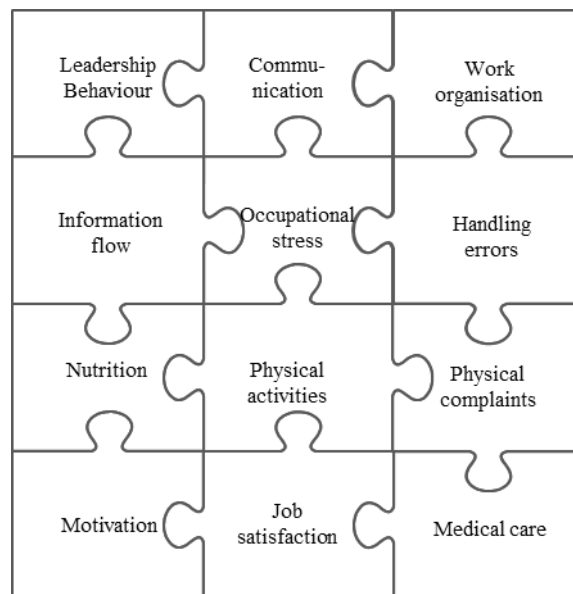 Leadership
Behaviour
Commu-
nication
Work
organisation
Information
flow
Occupational
stress
Handling
errors
Nutrition
Physical
activities
Physical
complaints
Motivation
Job
satisfaction
Medical care